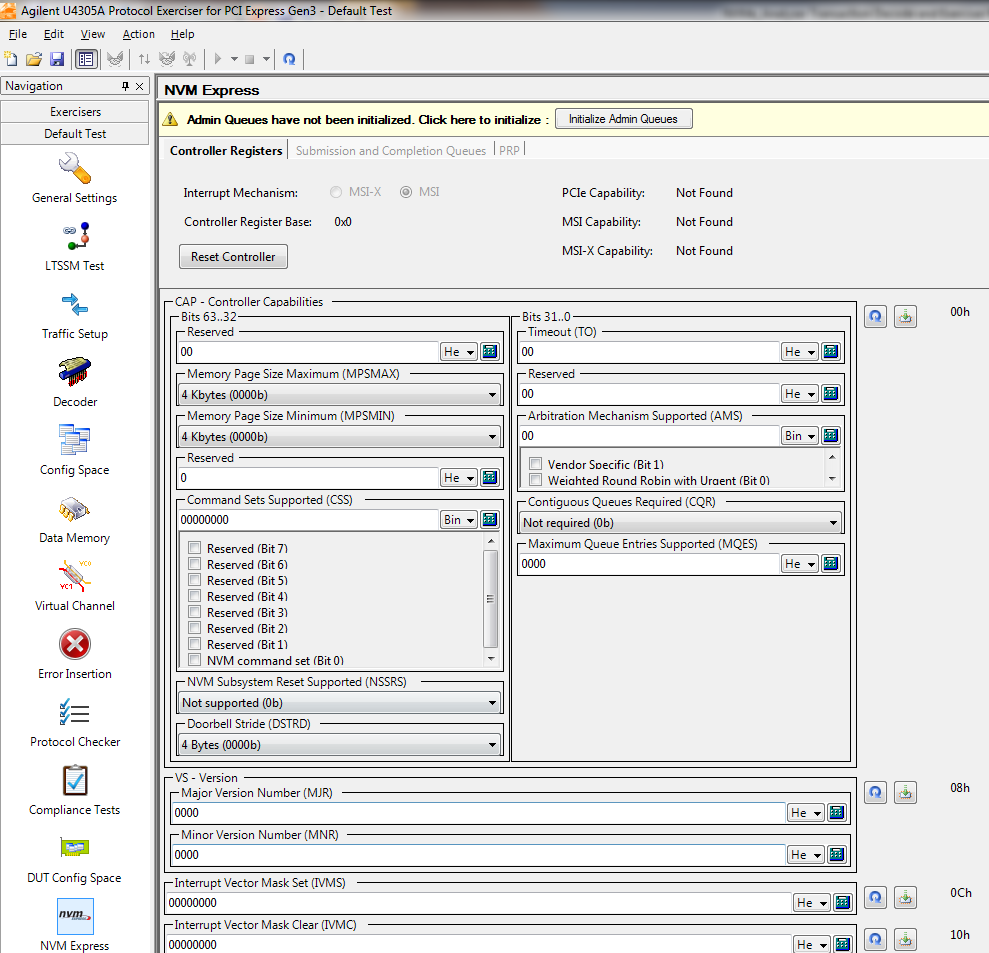 Agilent U4305A Protocol Exerciser for PCI Express Gen3 - Default Test
File Edit View Action Help
Navigation
Exercisers
Default Test
General Settings
LTSSM Test
Traffic Setup
Decoder
Config Space
Data Memory
VC0
VC1
Virtual Channel
Error Insertion
Protocol Checker
Compliance Tests
DUT Config Space
nvm
NVM Express
NVM Express
Admin Queues have not been initialized. Click here to initialize : Initialize Admin Queues
Controller Registers Submission and Completion Queues PRP
Interrupt Mechanism: MSI-X MSI PCIe Capability: Not Found
Controller Register Base: 0x0 MSI Capability: Not Found
Reset Controller MSI-X Capability: Not Found
CAP - Controller Capabilities 00h
Bits 63..32
Reserved
00 He
Memory Page Size Maximum (MPSMAX)
4 Kbytes (0000b)
Memory Page Size Minimum (MPSMIN)
4 Kbytes (0000b)
Reserved
0 He
Command Sets Supported (CSS)
00000000 Bin
Reserved (Bit 7)
Reserved (Bit 6)
Reserved (Bit 5)
Reserved (Bit 4)
Reserved (Bit 3)
Reserved (Bit 2)
Reserved (Bit 1)
NVM command set (Bit 0)
NVM Subsystem Reset Supported (NSSRS)
Not supported (0b)
Doorbell Stride (DSTRD)
4 Bytes (0000b)
Bits 31..0
Timeout (TO)
00 He
Reserved
00 He
Arbitration Mechanism Supported (AMS)
00 Bin
Vendor Specific (Bit 1)
Weighted Round Robin with Urgent (Bit 0)
Contiguous Queues Required (CQR)
Not required (0b)
Maximum Queue Entries Supported (MQES)
0000 He
VS - Version 08h
Major Version Number (MJR)
0000 He
Minor Version Number (MNR)
0000 He
Interrupt Vector Mask Set (IVMS) 0Ch
00000000 He
Interrupt Vector Mask Clear (IVMC) 10h
00000000 He